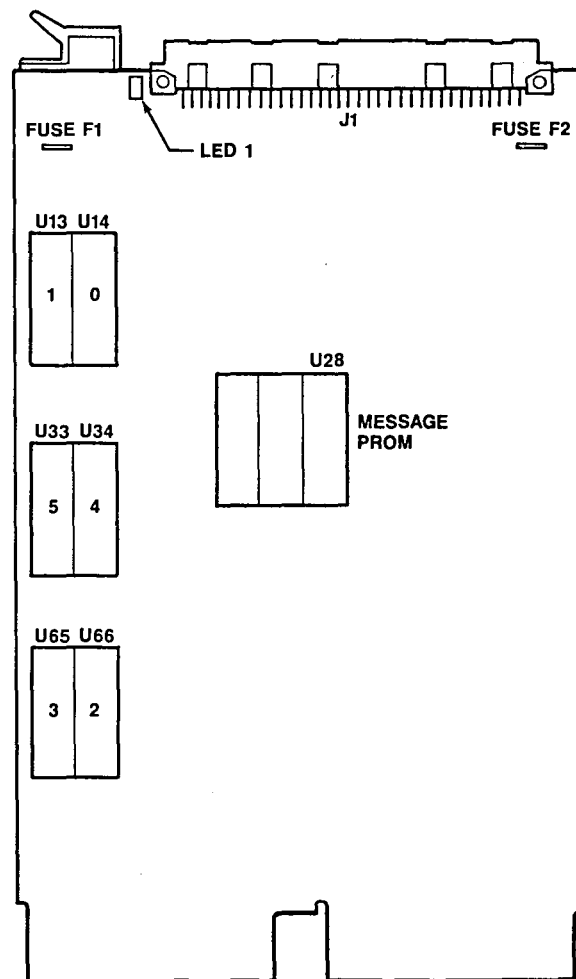 J1
FUSE F1
FUSE F2
LED 1
U13 U14
1 0
U28
MESSAGE
PROM
U33 U34
5 4
U65 U66
3 2